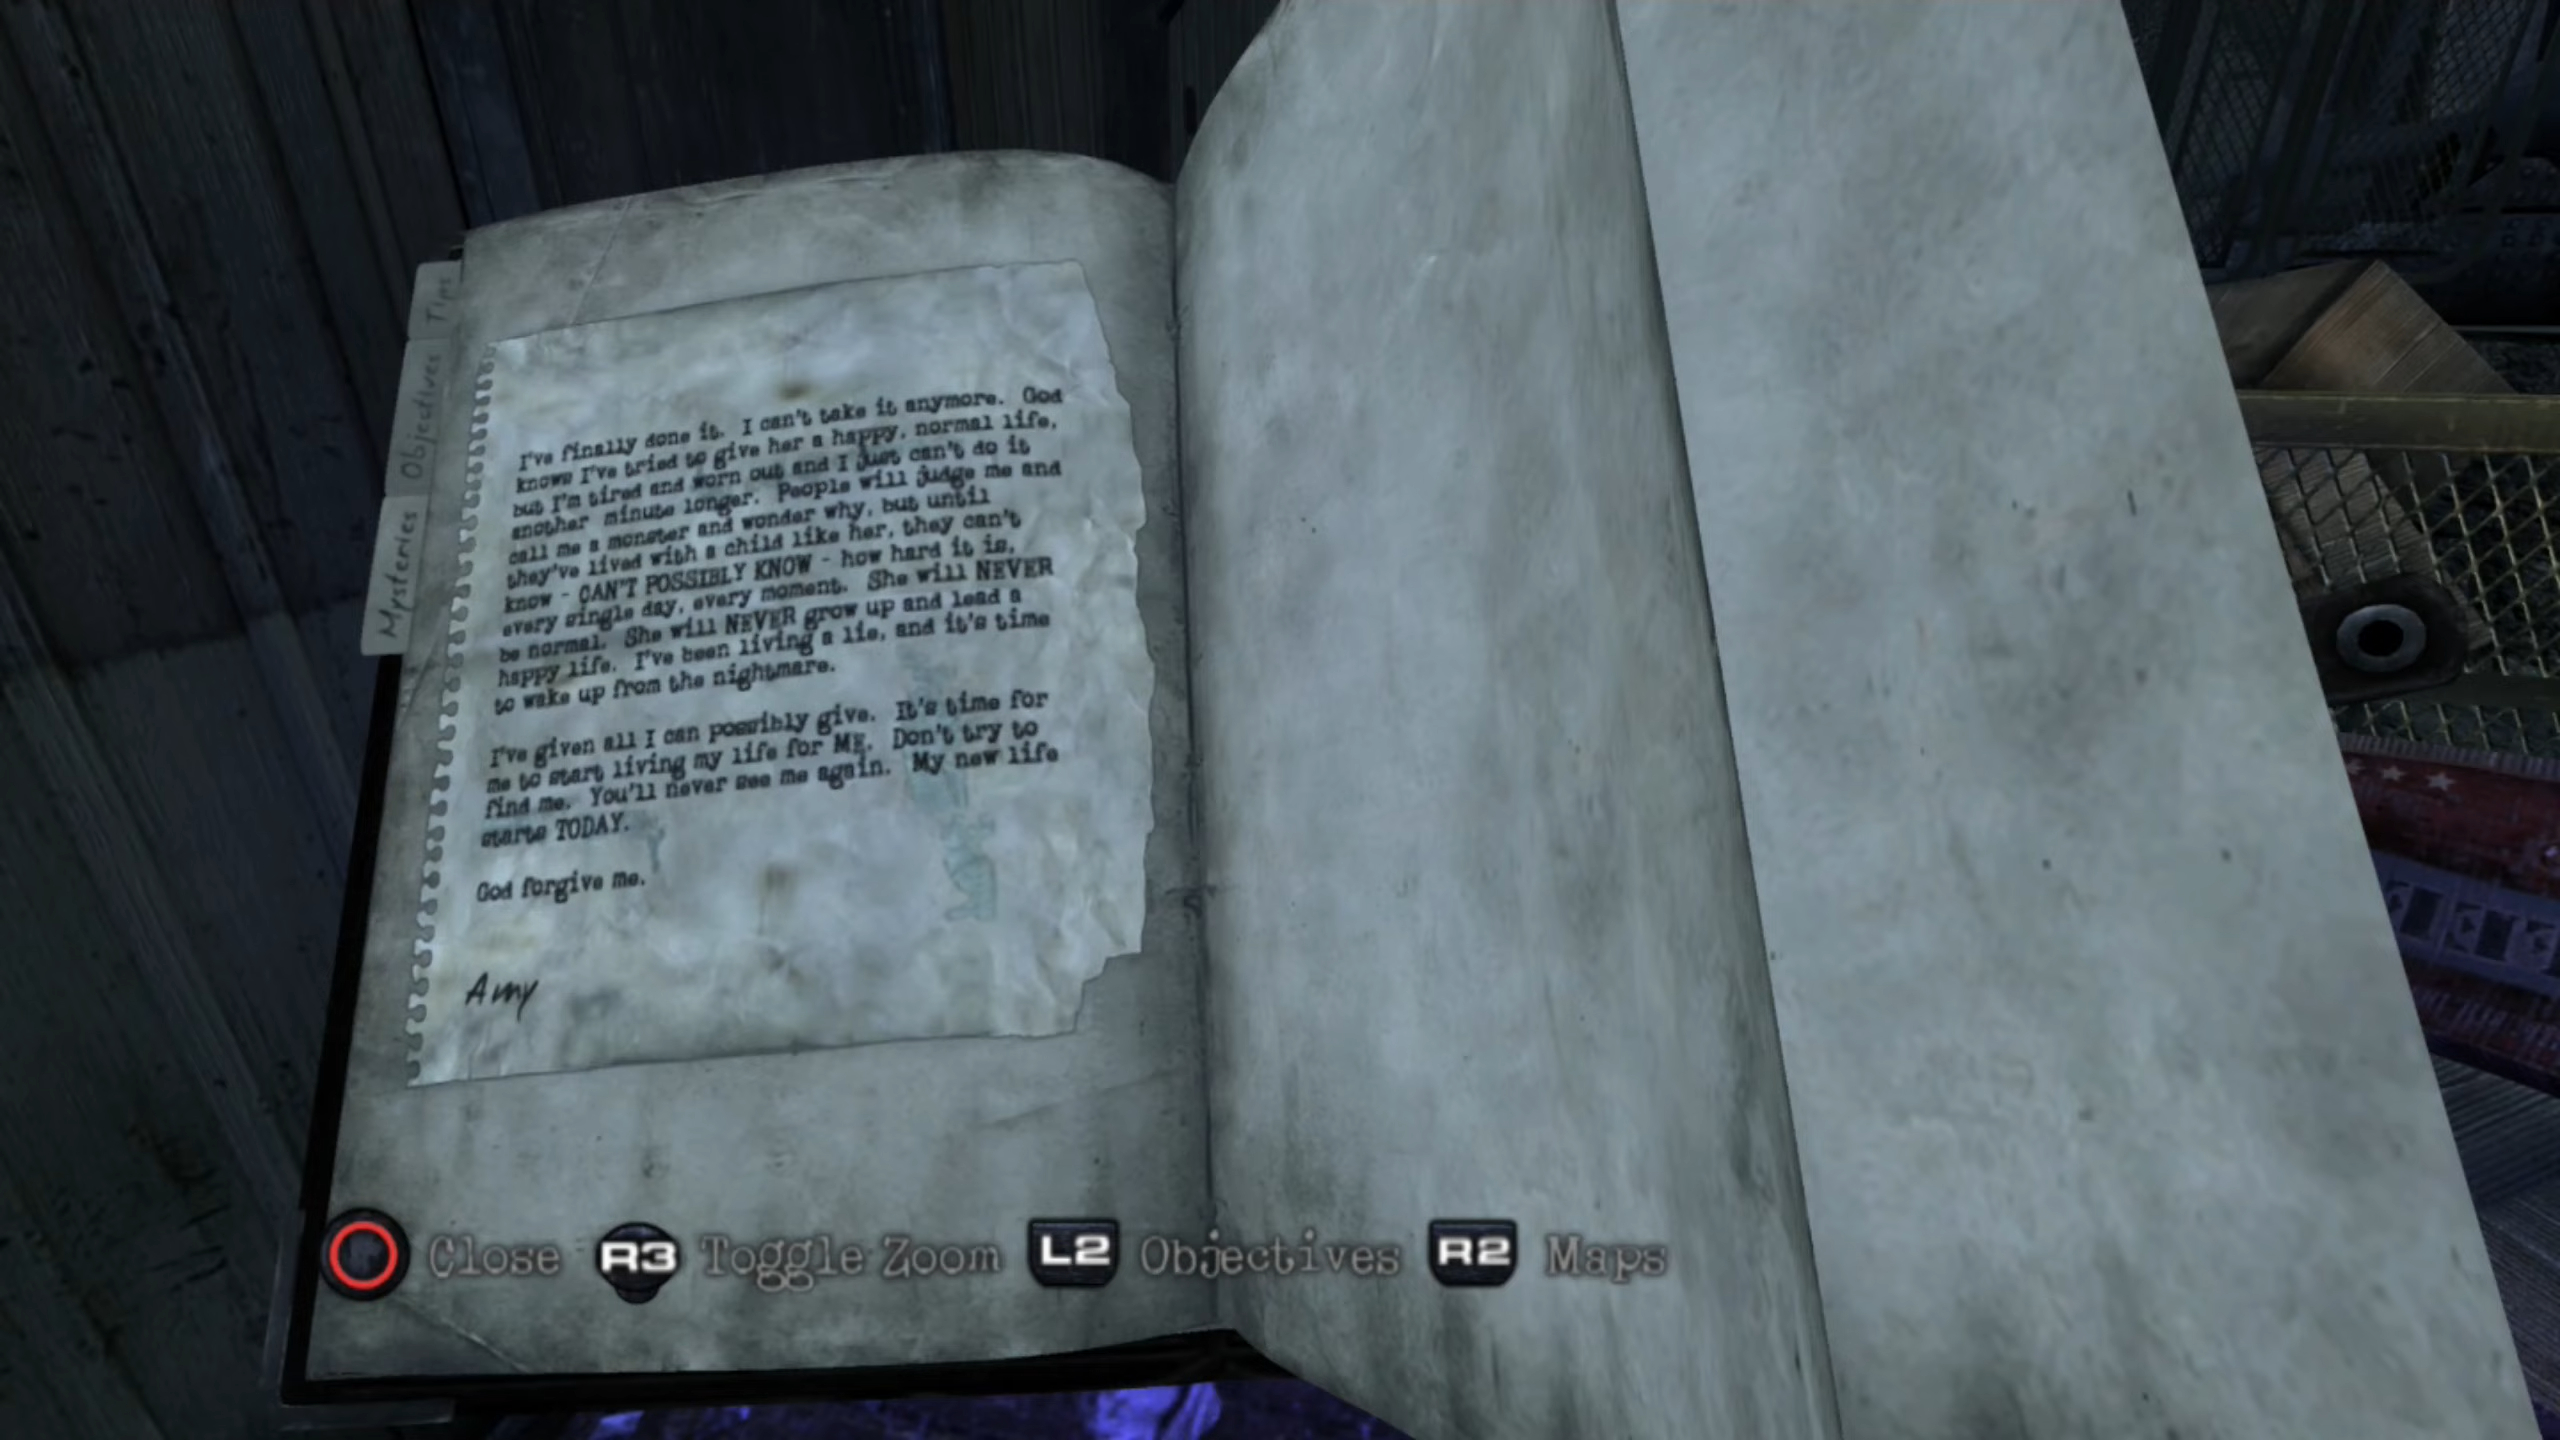 I've finally done it.  I can't take it anymore.  God
knows I've tried to give her a happy, normal life,
but I'm tired and worn out and I just can't do it
another minute longer.  People will judge me and
call me a monster and wonder why, but until
they've lived with a child like her, they can't
know - CAN'T POSSIBLY KNOW - how hard it is,
every single day, every moment.  She will NEVER
be normal.  She will NEVER grow up and lead a
happy life.  I've been living a lie, and it's time
to wake up from the nightmare.
I've given all I can possibly give.  It's time for
me to start living my life for ME.  Don't try to
find me.  You'll never see me again.  My new life
starts TODAY.
God forgive me.
Amy
Tips
Objectives
Mysteries
Close
R3 Toggle Zoom
L2 Objectives
R2 Maps